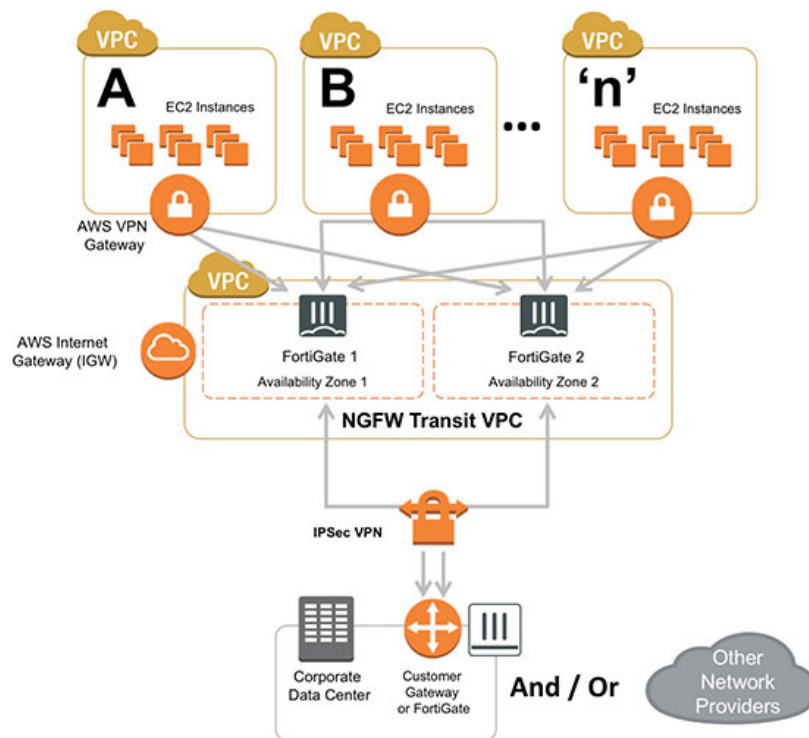 VPC
A
EC2 Instances
VPC
B
EC2 Instances
...
VPC
‘n’
EC2 Instances
AWS VPN
Gateway
VPC
AWS Internet
Gateway (IGW)
FortiGate 1
Availability Zone 1
FortiGate 2
Availability Zone 2
NGFW Transit VPC
IPSec VPN
Corporate
Data Center
Customer
Gateway
or FortiGate
And / Or
Other
Network
Providers